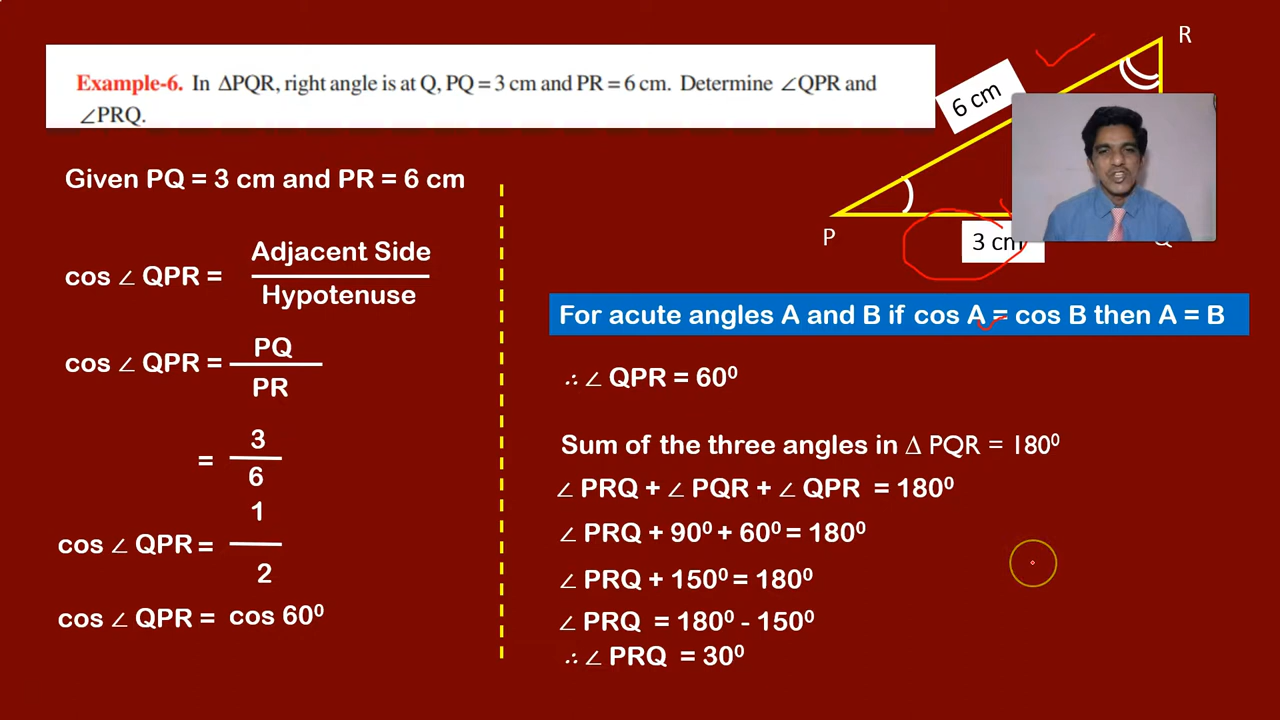 Example-6. In ΔPQR, right angle is at Q, PQ = 3 cm and PR = 6 cm. Determine ∠QPR and
∠PRQ.
R
6 cm
P
3 cm
Given PQ = 3 cm and PR = 6 cm
cos ∠ QPR = Adjacent Side
Hypotenuse
cos ∠ QPR = PQ
PR
= 3
6
cos ∠ QPR = 1
2
cos ∠ QPR = cos 60⁰
For acute angles A and B if cos A = cos B then A = B
∴ ∠ QPR = 60⁰
Sum of the three angles in Δ PQR = 180⁰
∠ PRQ + ∠ PQR + ∠ QPR = 180⁰
∠ PRQ + 90⁰ + 60⁰ = 180⁰
∠ PRQ + 150⁰ = 180⁰
∠ PRQ = 180⁰ - 150⁰
∴ ∠ PRQ = 30⁰